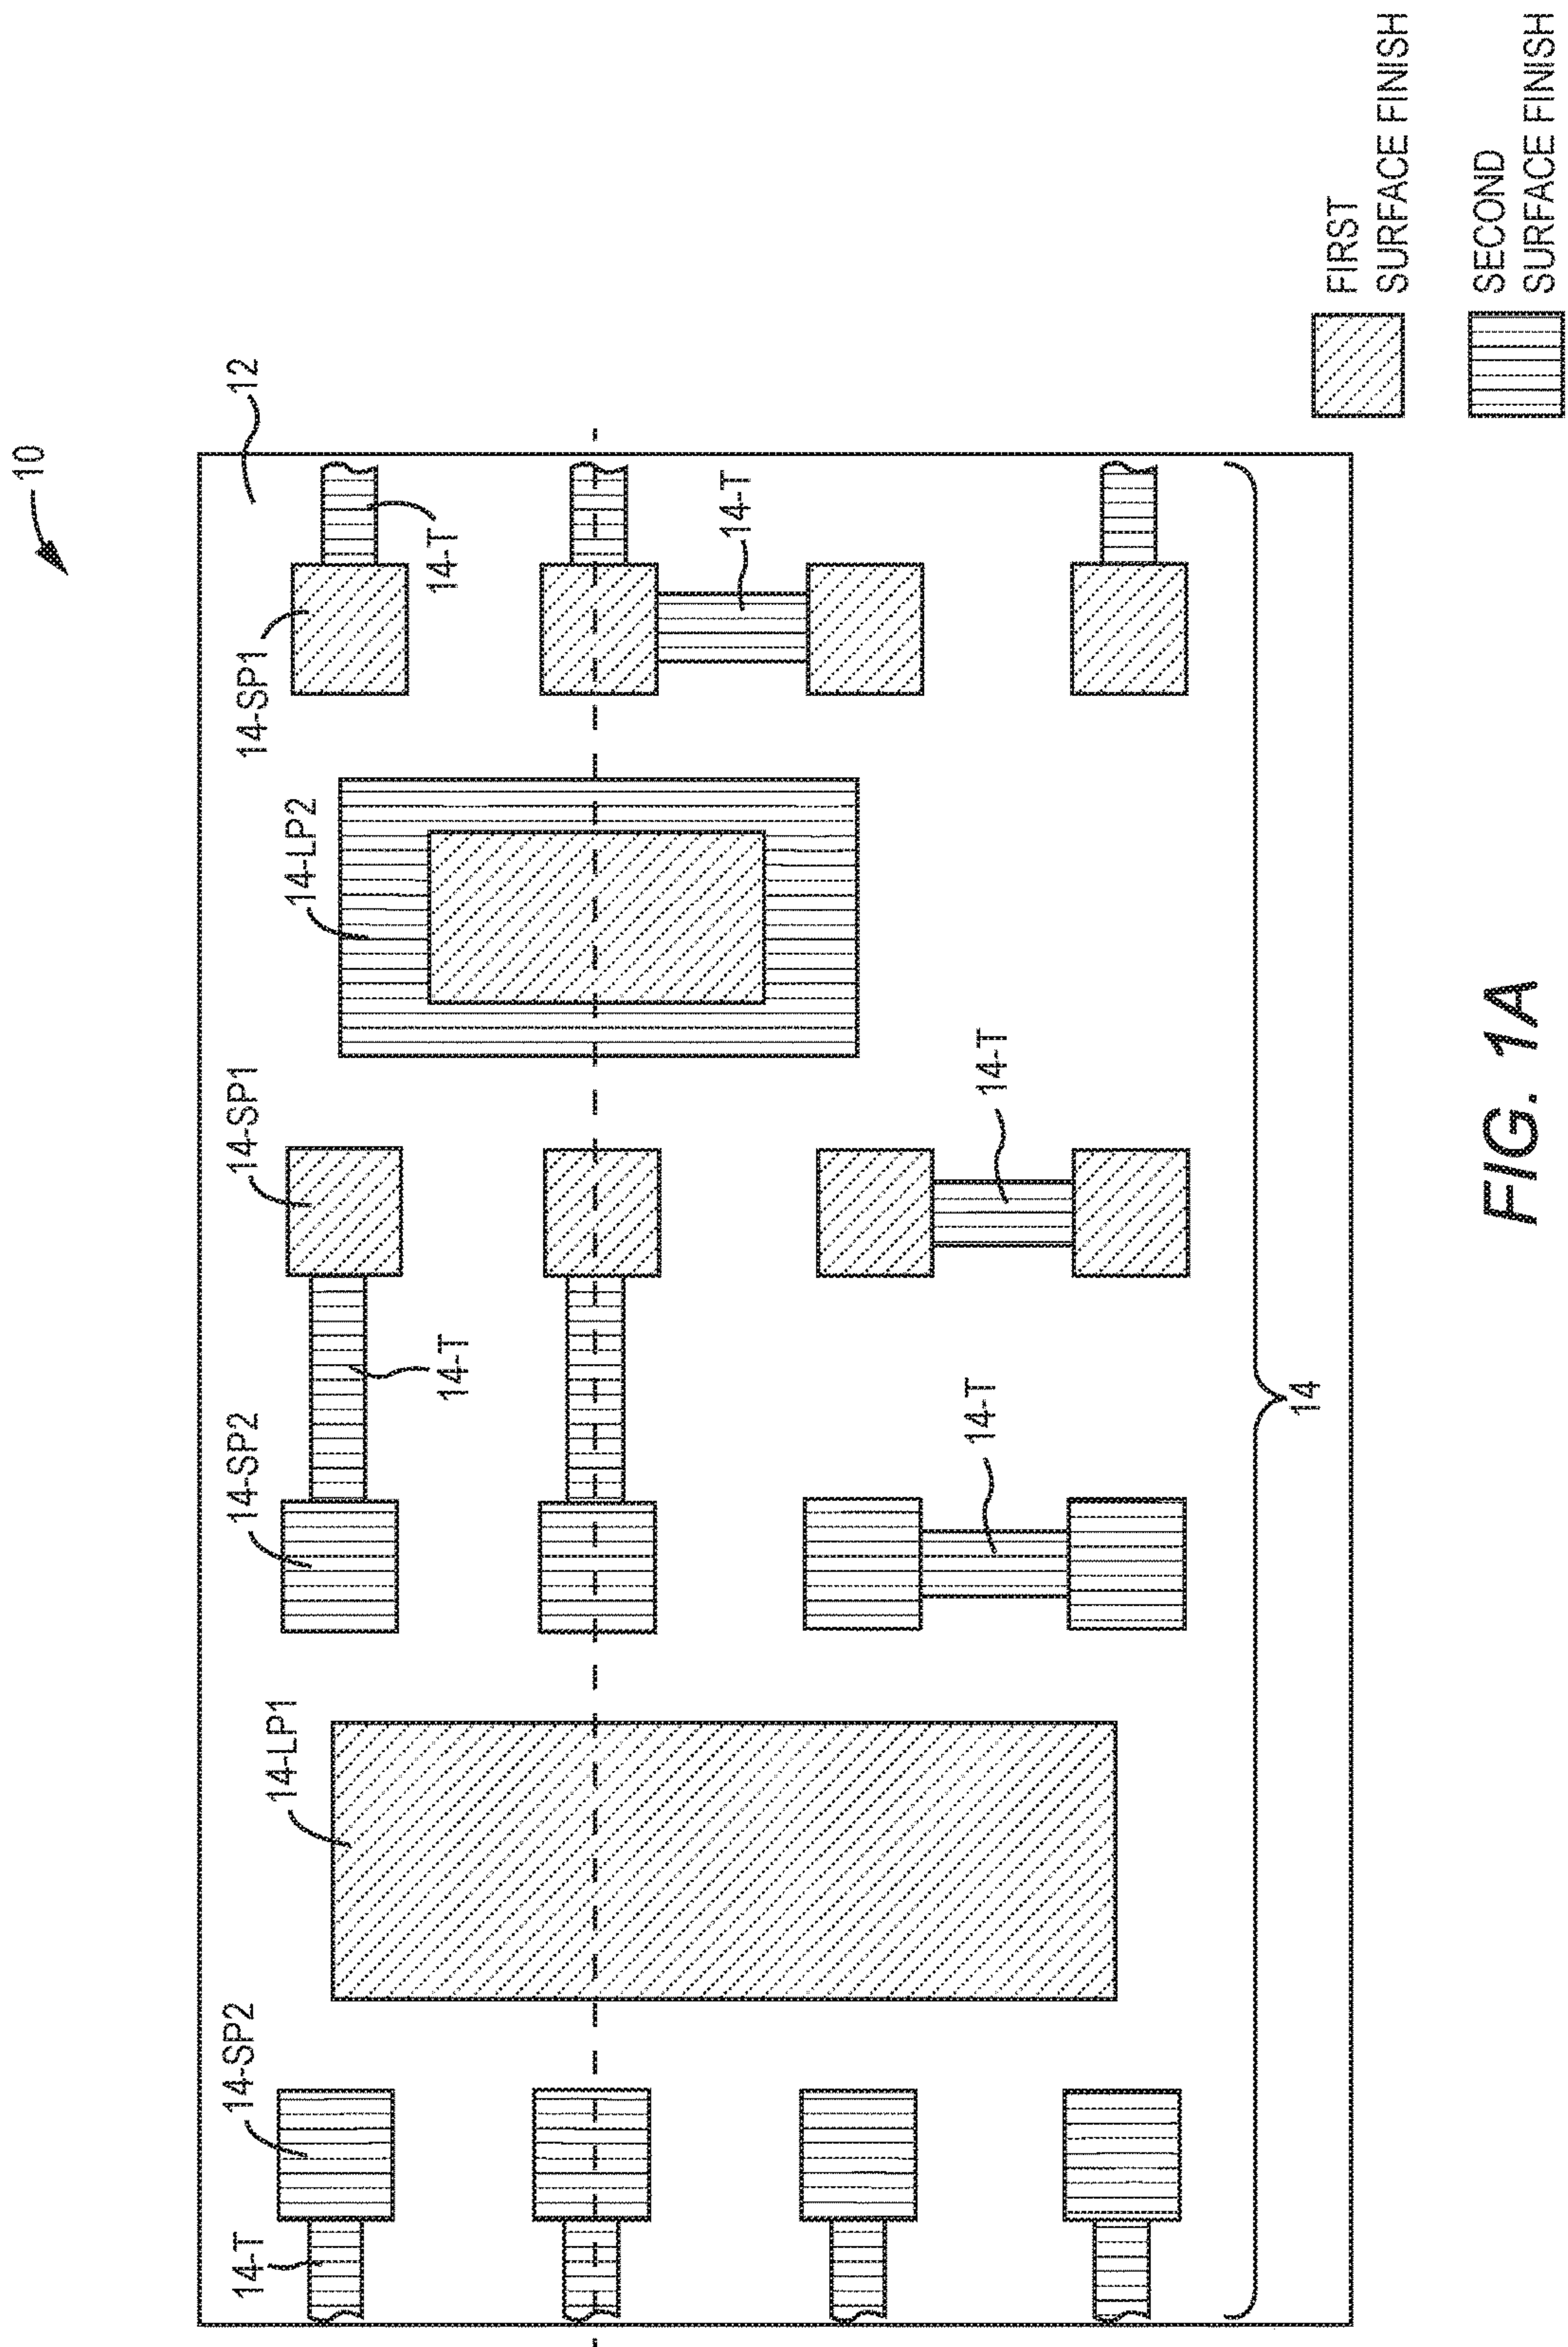 10
12
14-T
14-SP2
14-LP1
14-SP2
14-T
14-SP1
14-LP2
14-SP1
14-T
14-T
14-T
14-T
14
FIRST
SURFACE FINISH
SECOND
SURFACE FINISH
FIG. 1A